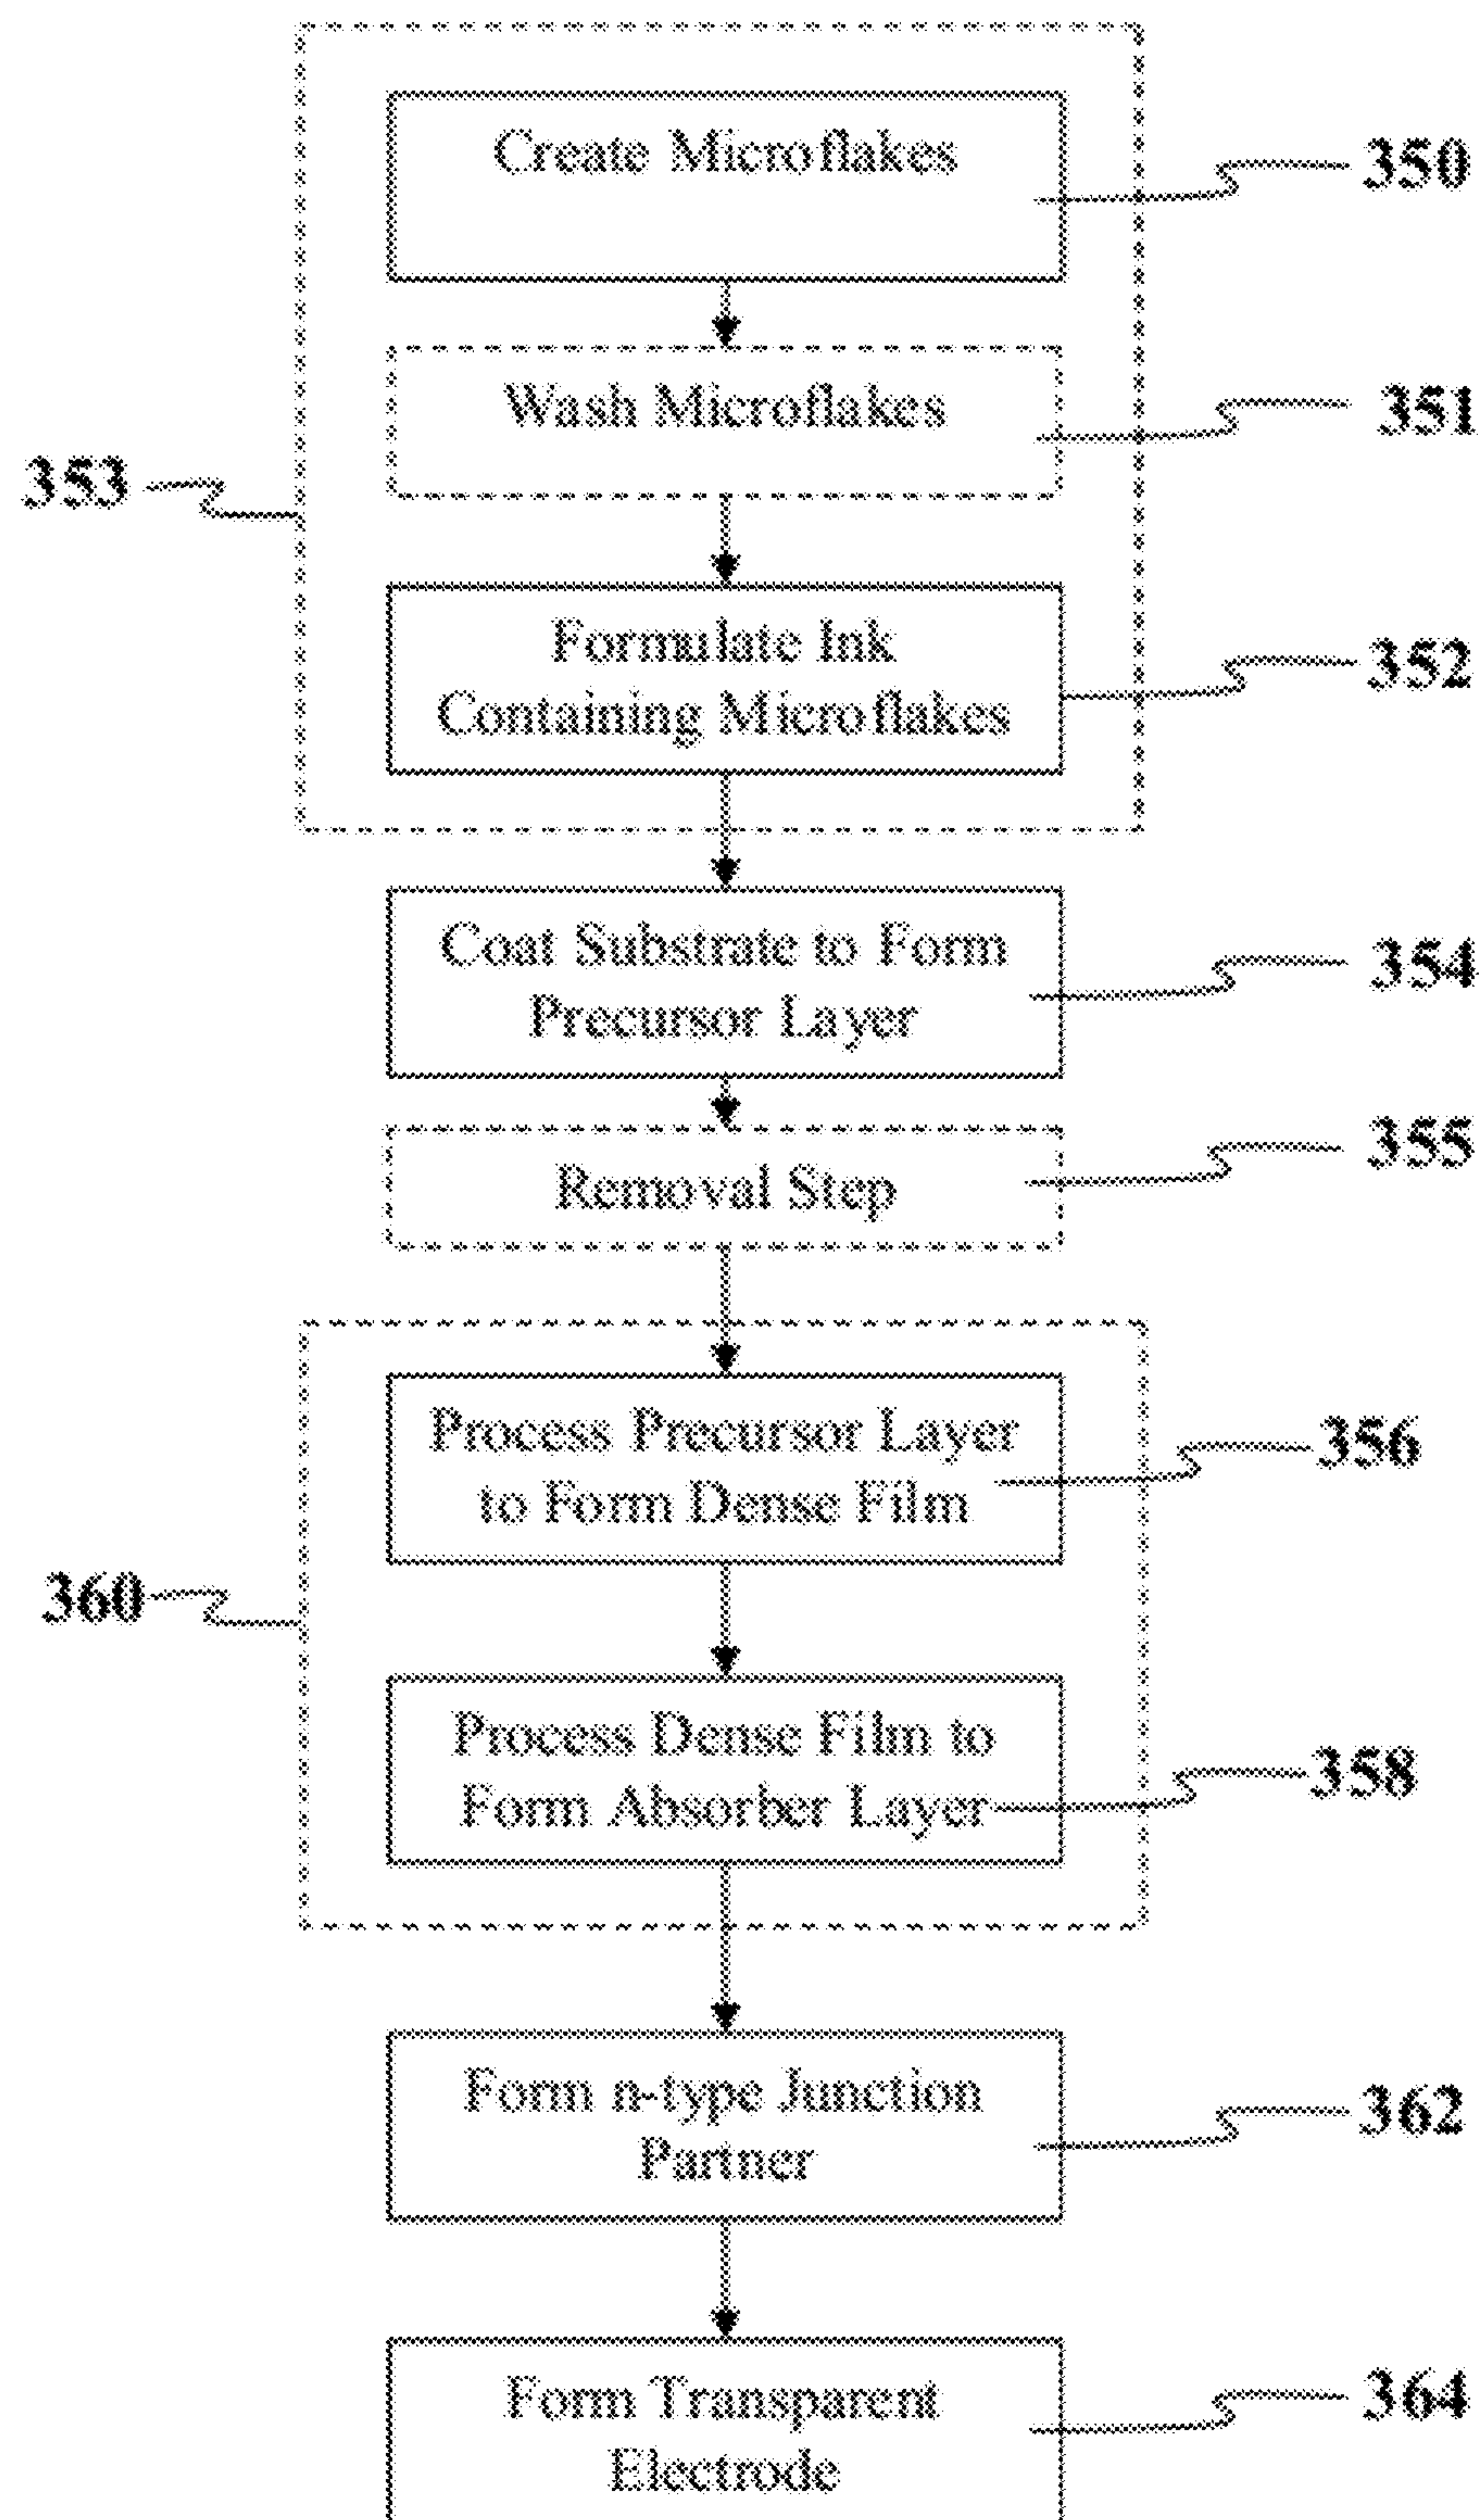 Create Microflakes
350
Wash Microflakes
351
353
Formulate Ink
Containing Microflakes
352
Coat Substrate to Form
Precursor Layer
354
Removal Step
355
Process Precursor Layer
to Form Dense Film
356
360
Process Dense Film to
Form Absorber Layer
358
Form n-type Junction
Partner
362
Form Transparent
Electrode
364